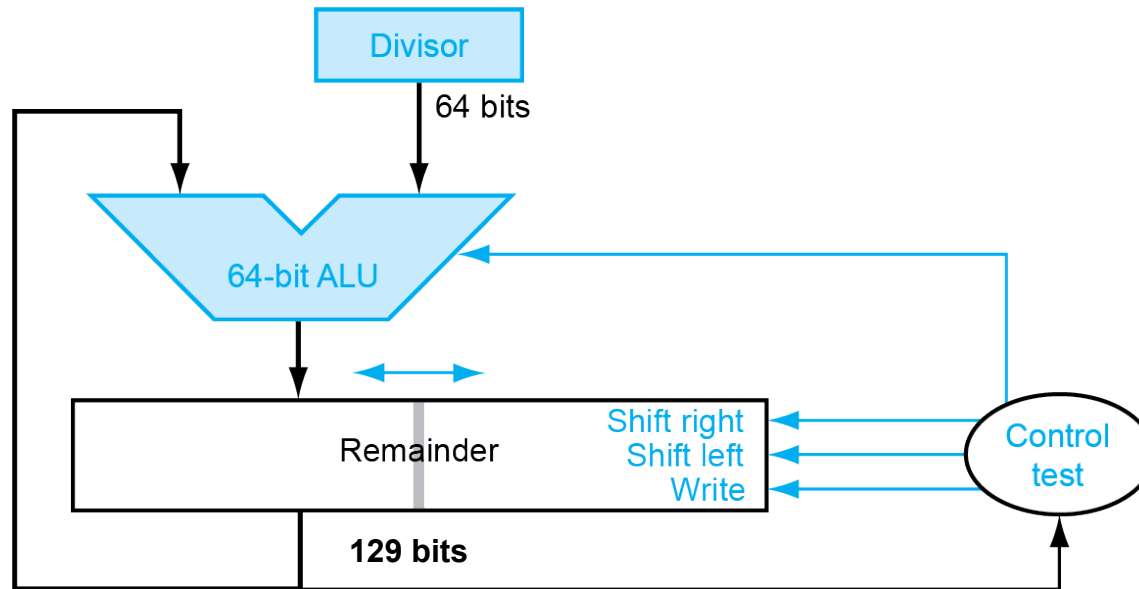 Divisor
64 bits
64-bit ALU
Remainder
Shift right
Shift left
Write
Control
test
129 bits